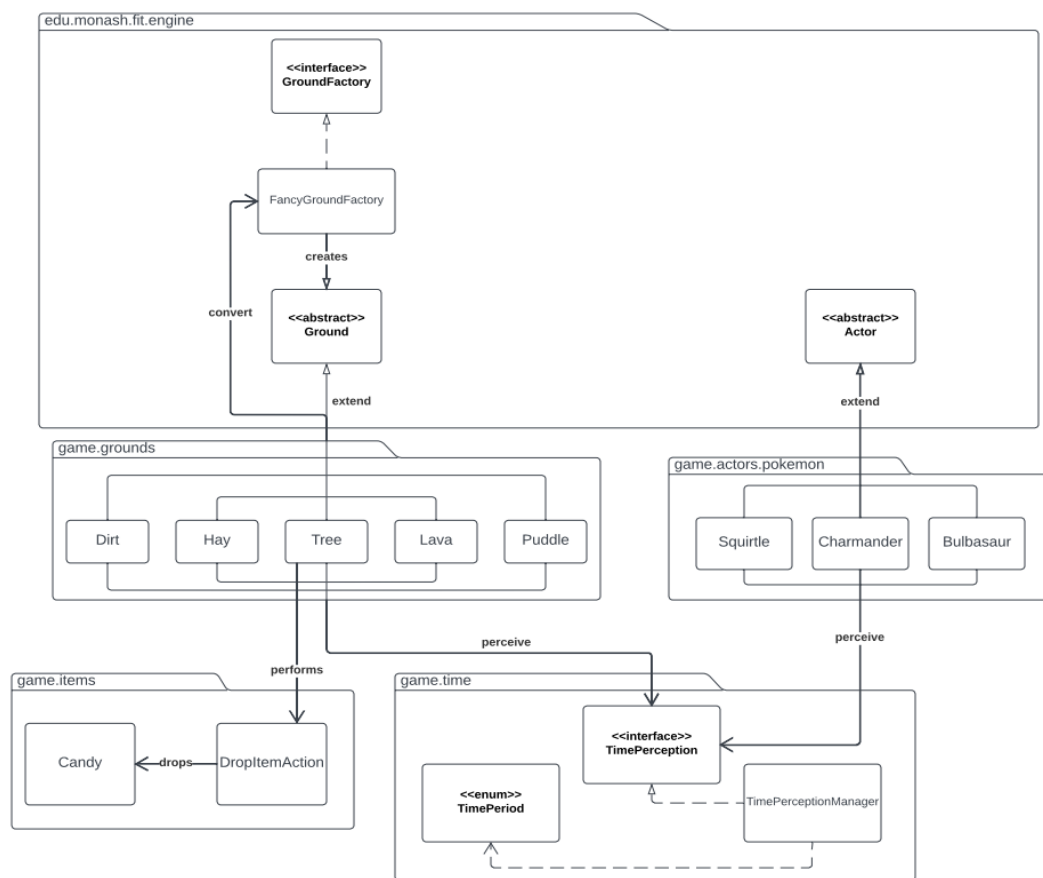 edu.monash.fit.engine
<<interface>>
GroundFactory
FancyGroundFactory
creates
convert
<<abstract>>
Ground
<<abstract>>
Actor
extend
extend
game.grounds
Dirt
Hay
Tree
Lava
Puddle
game.actors.pokemon
Squirtle
Charmander
Bulbasaur
perceive
perceive
performs
game.items
Candy
drops
DropItemAction
game.time
<<interface>>
TimePerception
<<enum>>
TimePeriod
TimePerceptionManager